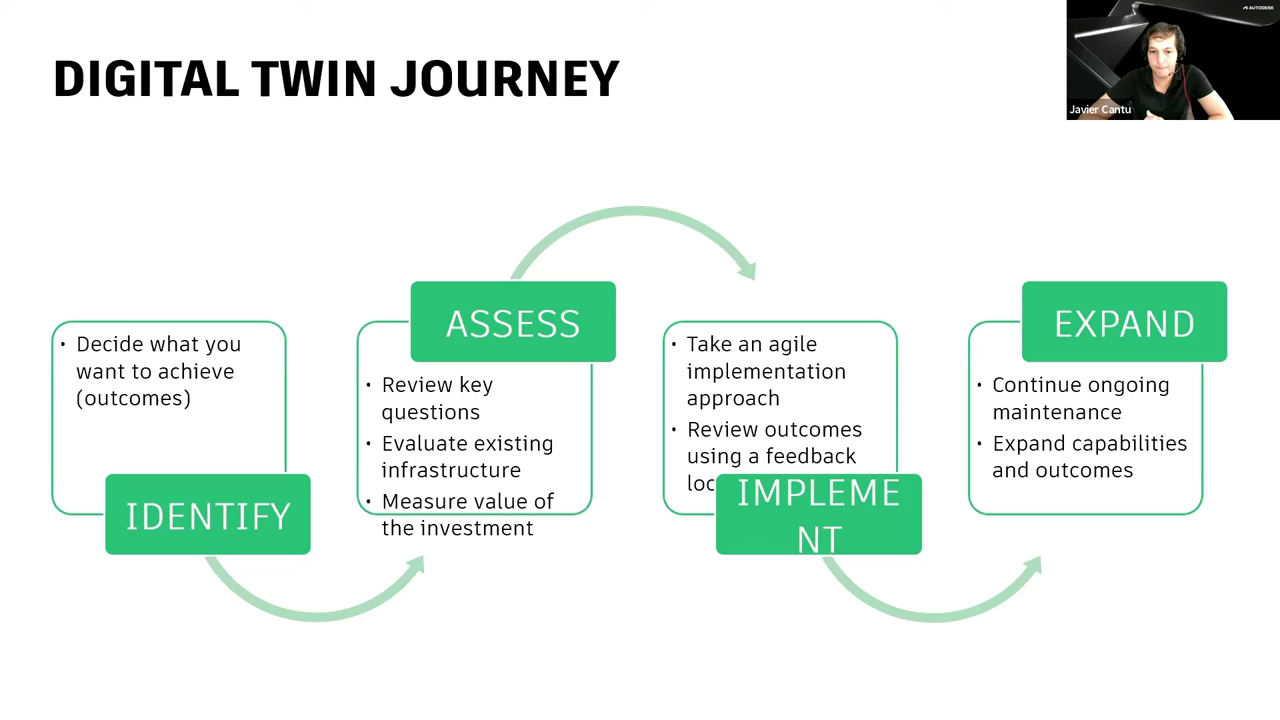 DIGITAL TWIN JOURNEY
AUTODESK
Javier Cantu
Decide what you
want to achieve
(outcomes)
IDENTIFY
ASSESS
• Review key
questions
• Evaluate existing
infrastructure
• Measure value of
the investment
• Take an agile
implementation
approach
• Review outcomes
using a feedback
IMPLEME
NT
EXPAND
• Continue ongoing
maintenance
• Expand capabilities
and outcomes